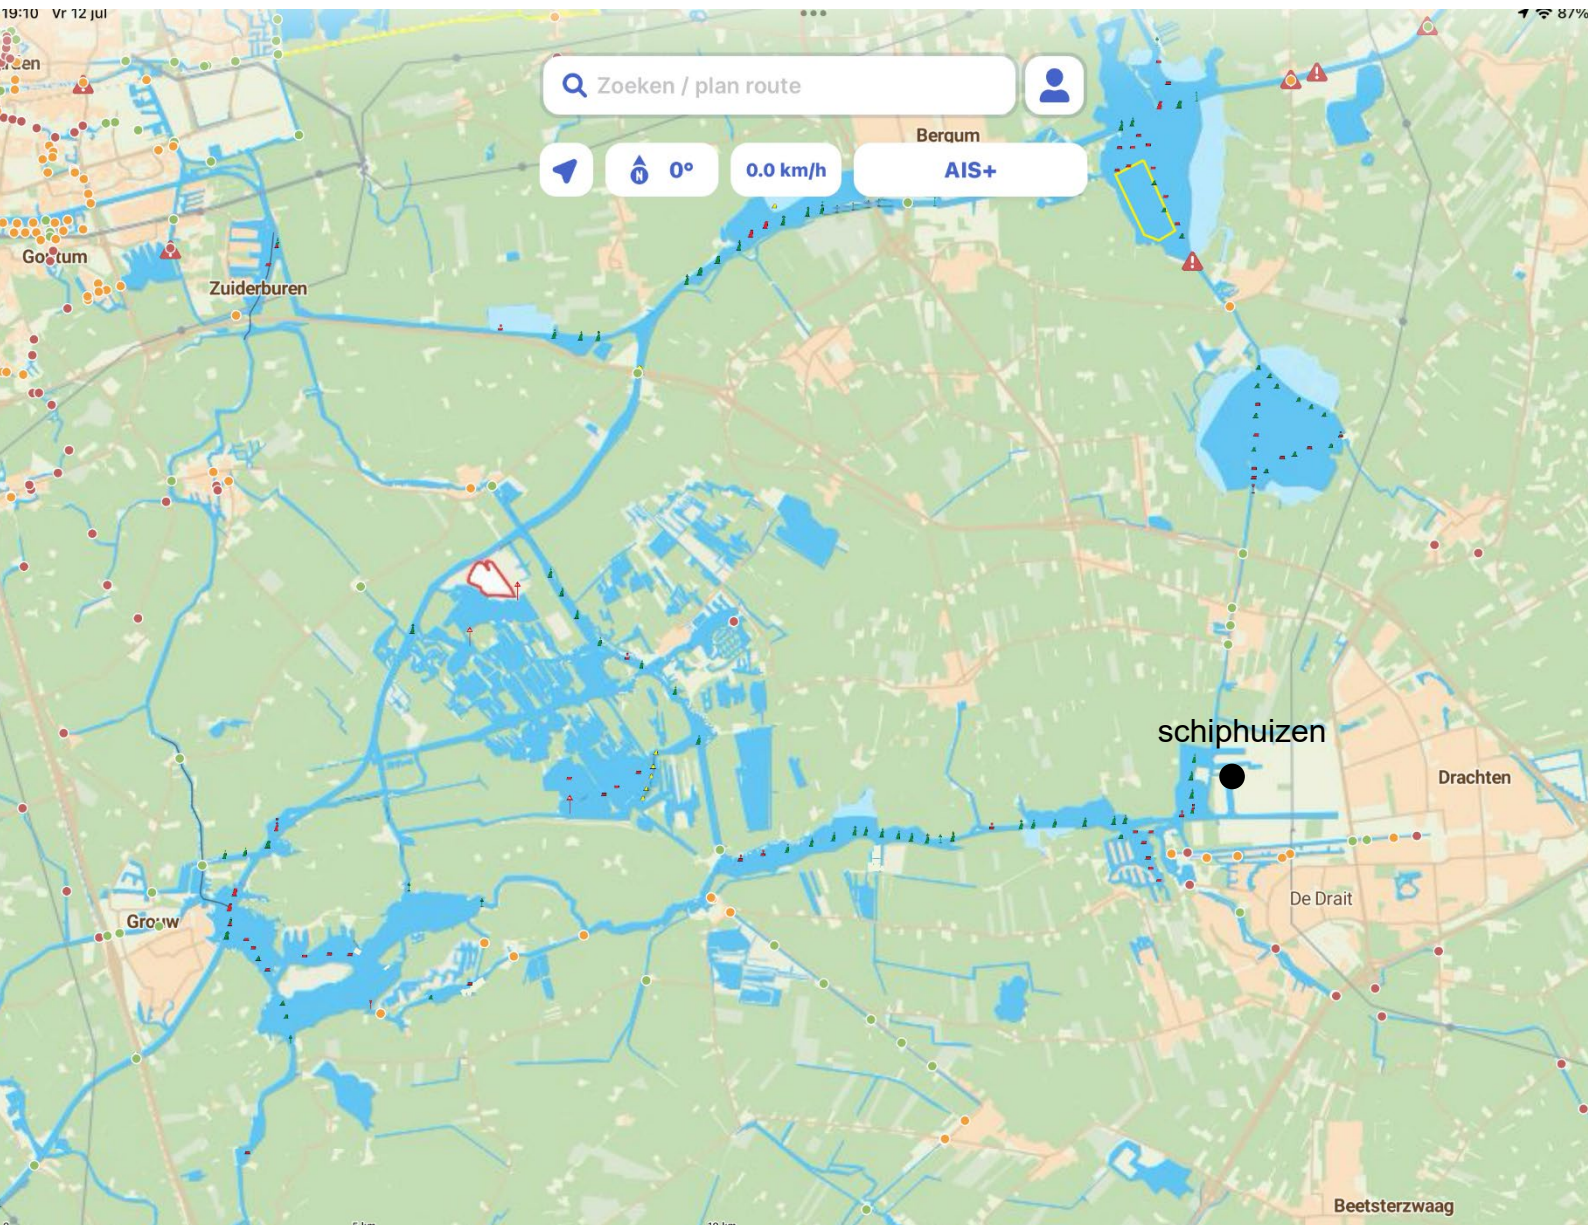 19:10 Vr 12 jul
87%
Zoeken / plan route
Bergum
0°
0.0 km/h
AIS+
N
Zuiderburen
schiphuizen
Drachten
De Drait
Grouw
Beetsterzwaag